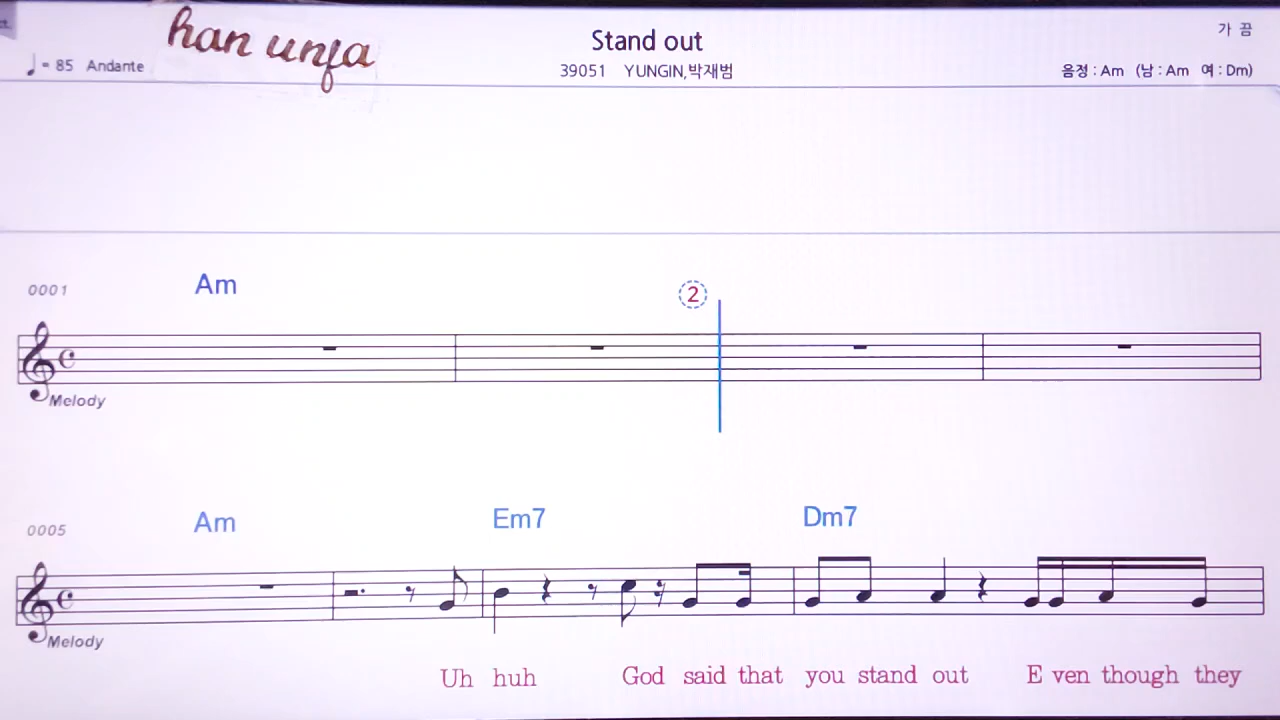 han unfa
Stand out
가 끔
♩ = 85 Andante
39051 YUNGIN,박재범
음정 : Am (남 : Am 여 : Dm)
0001 Am 2
Melody
0005 Am Em7 Dm7
Melody
Uh huh God said that you stand out E ven though they